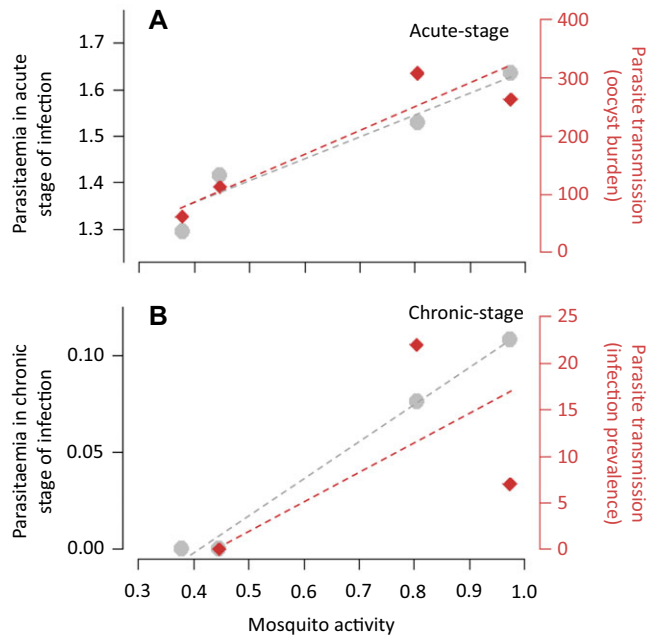 A
Acute-stage
1.7
1.6
1.5
1.4
1.3
Parasitaemia in acute
stage of infection
400
300
200
100
0
Parasite transmission
(oocyst burden)
B
Chronic-stage
0.10
0.05
0.00
Parasitaemia in chronic
stage of infection
25
20
15
10
5
0
Parasite transmission
(infection prevalence)
0.3 0.4 0.5 0.6 0.7 0.8 0.9 1.0
Mosquito activity